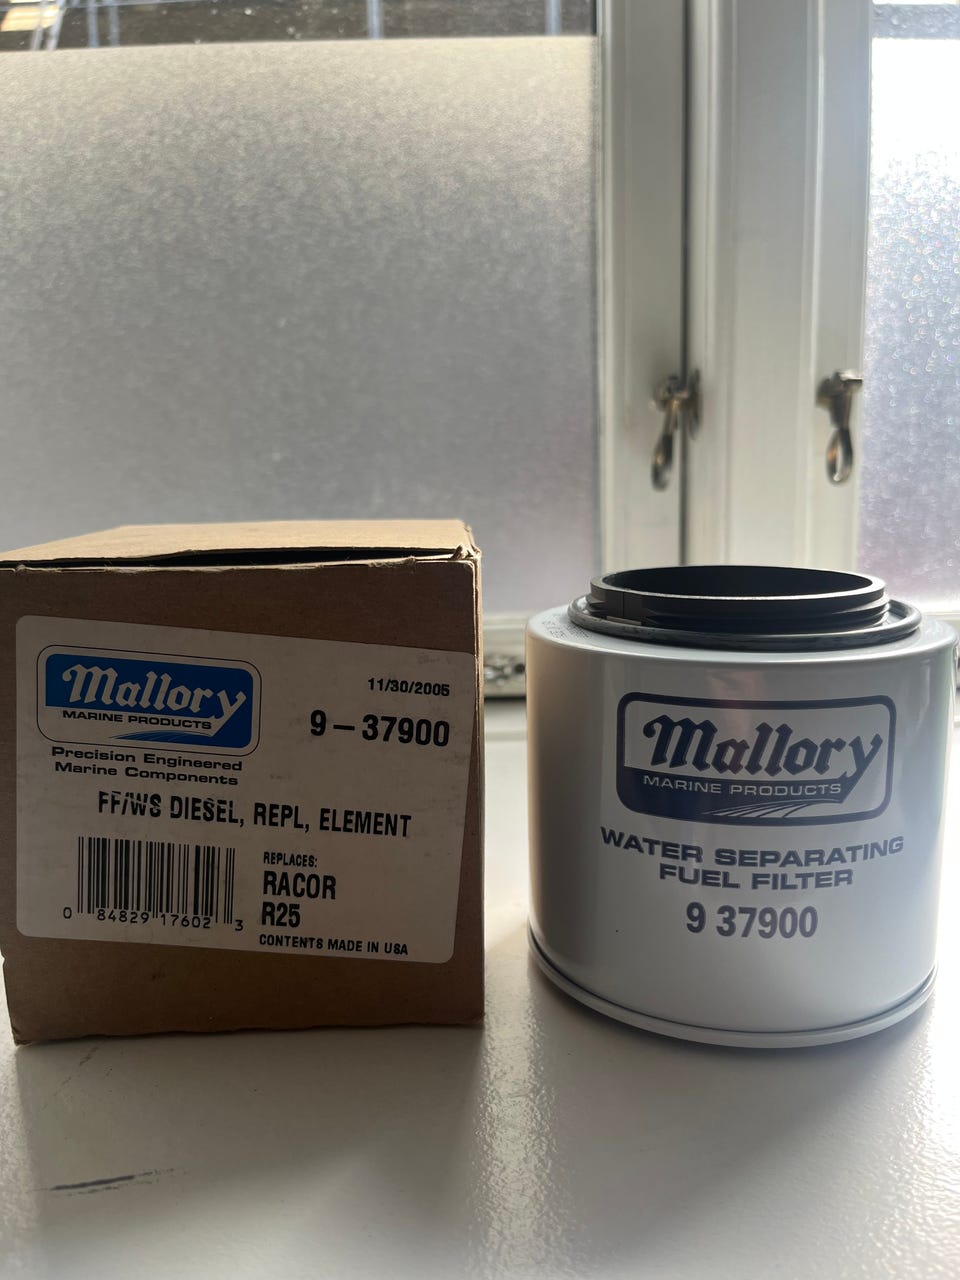 Mallory
MARINE PRODUCTS
Precision Engineered
Marine Components
11/30/2005
9-37900
FF/WS DIESEL, REPL, ELEMENT
0 84829 17602 3
REPLACES:
RACOR
R25
CONTENTS MADE IN USA
Mallory
MARINE PRODUCTS
WATER SEPARATING
FUEL FILTER
9 37900